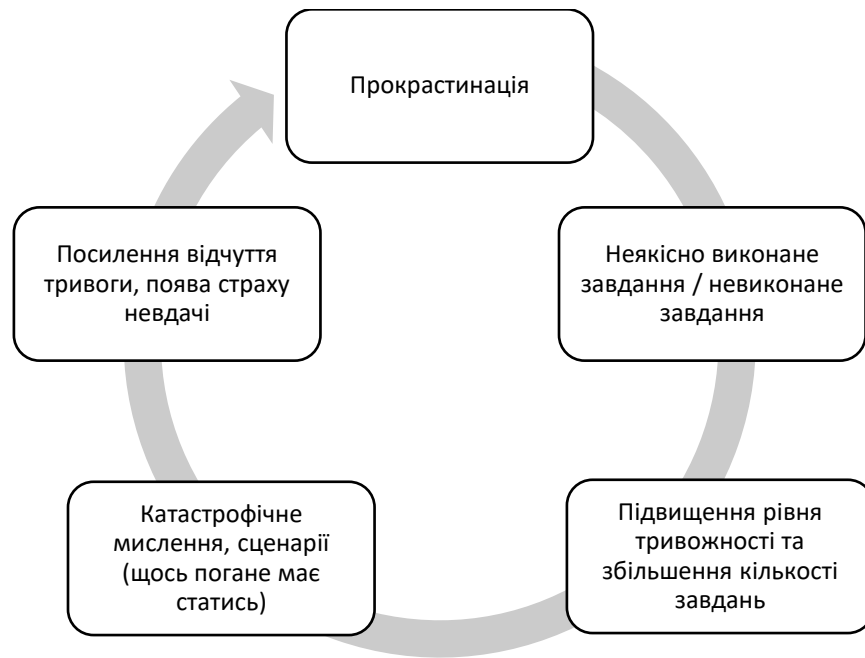 Прокрастинація
Неякісно виконане
завдання / невиконане
завдання
Підвищення рівня
тривожності та
збільшення кількості
завдань
Катастрофічне
мислення, сценарії
(щось погане має
статись)
Посилення відчуття
тривоги, поява страху
невдачі